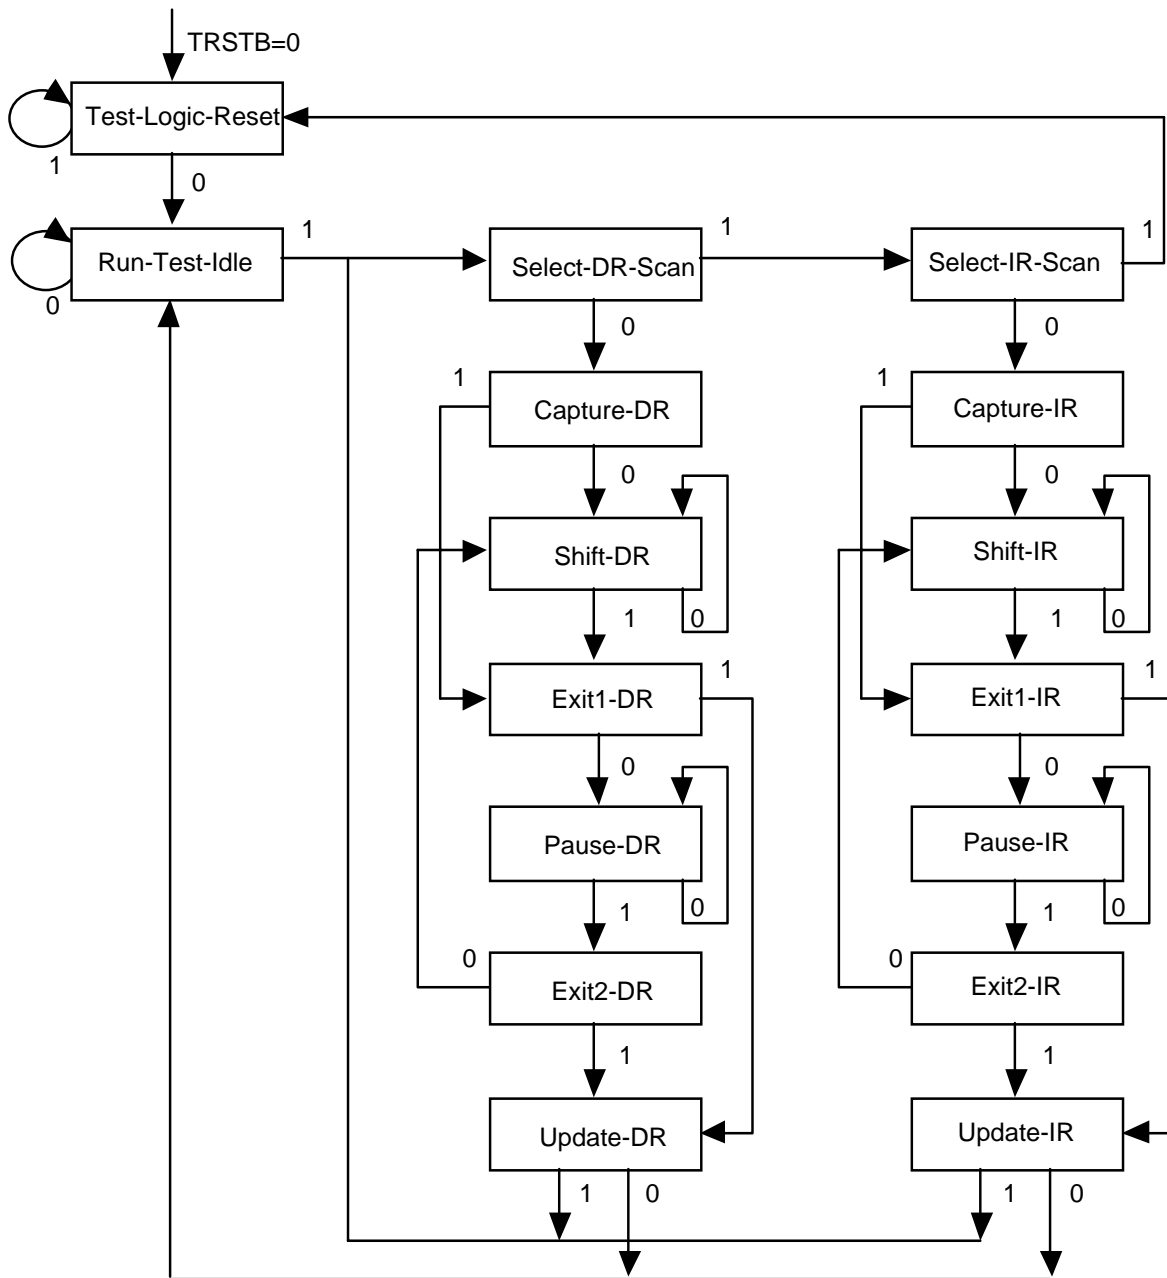 TRSTB=0
Test-Logic-Reset
1
0
Run-Test-Idle
0
1
Select-DR-Scan
1
Select-IR-Scan
1
0
0
1
Capture-DR
1
Capture-IR
0
0
Shift-DR
Shift-IR
1
0
1
0
Exit1-DR
1
Exit1-IR
1
0
0
Pause-DR
Pause-IR
1
0
1
0
0
Exit2-DR
0
Exit2-IR
1
1
Update-DR
Update-IR
1
0
1
0